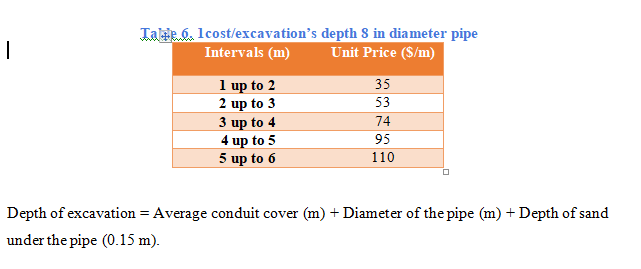 Table 6. 1cost/excavation's depth 8 in diameter pipe
Intervals (m) Unit Price ($/m)
1 up to 2 35
2 up to 3 53
3 up to 4 74
4 up to 5 95
5 up to 6 110
Depth of excavation = Average conduit cover (m) + Diameter of the pipe (m) + Depth of sand
under the pipe (0.15 m).